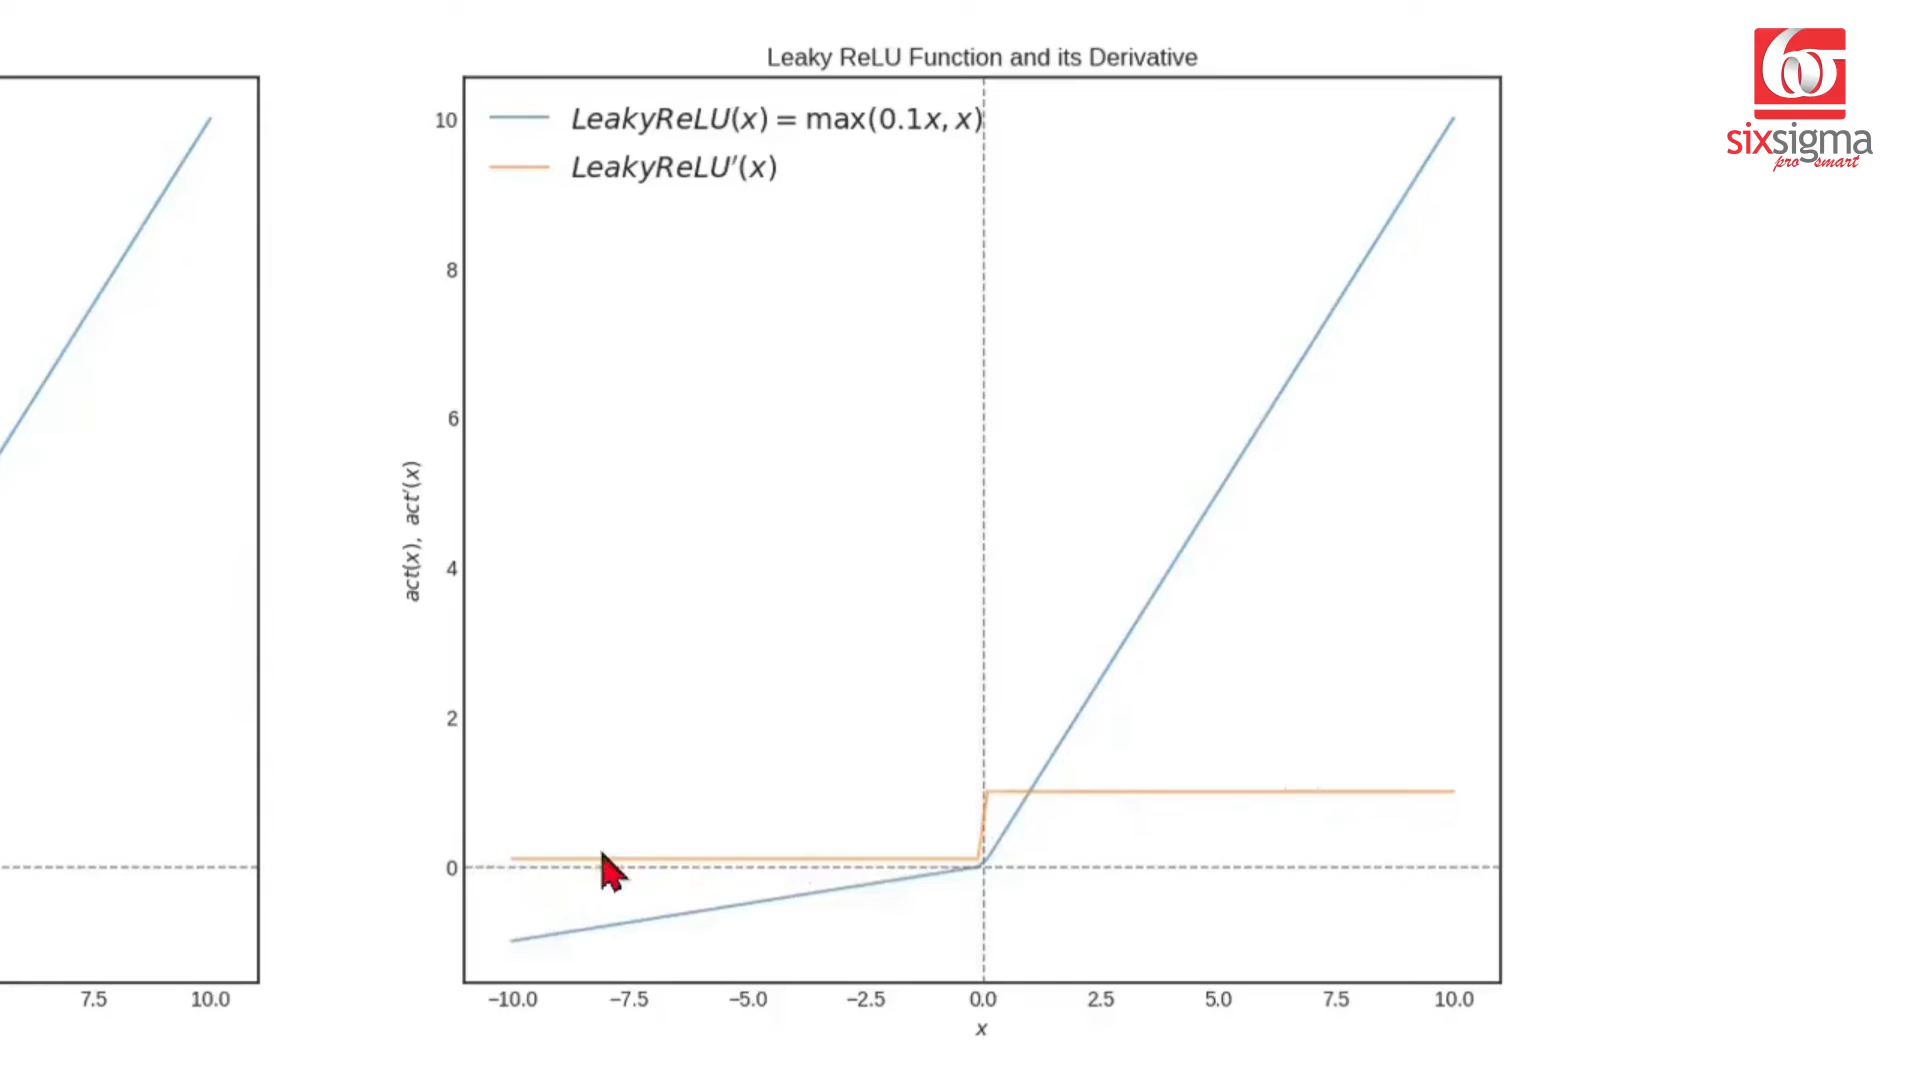 Leaky ReLU Function and its Derivative
LeakyReLU(x) = max(0.1x, x)
LeakyReLU′(x)
10
8
6
4
2
0
act(x), act′(x)
−10.0 −7.5 −5.0 −2.5 0.0 2.5 5.0 7.5 10.0
x
7.5 10.0
6σ
sixsigma
pro smart